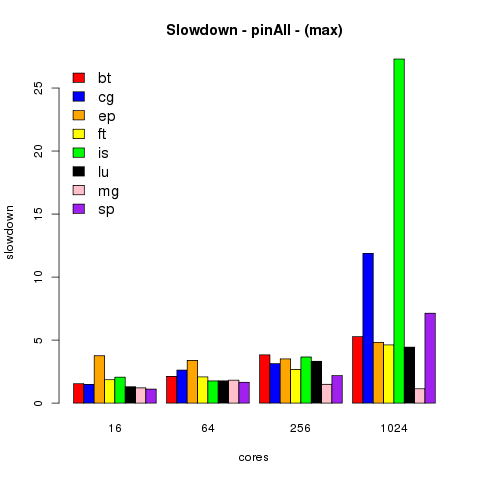 Slowdown - pinAll - (max)
bt
cg
ep
ft
is
lu
mg
sp
25
20
15
10
5
0
slowdown
16 64 256 1024
cores